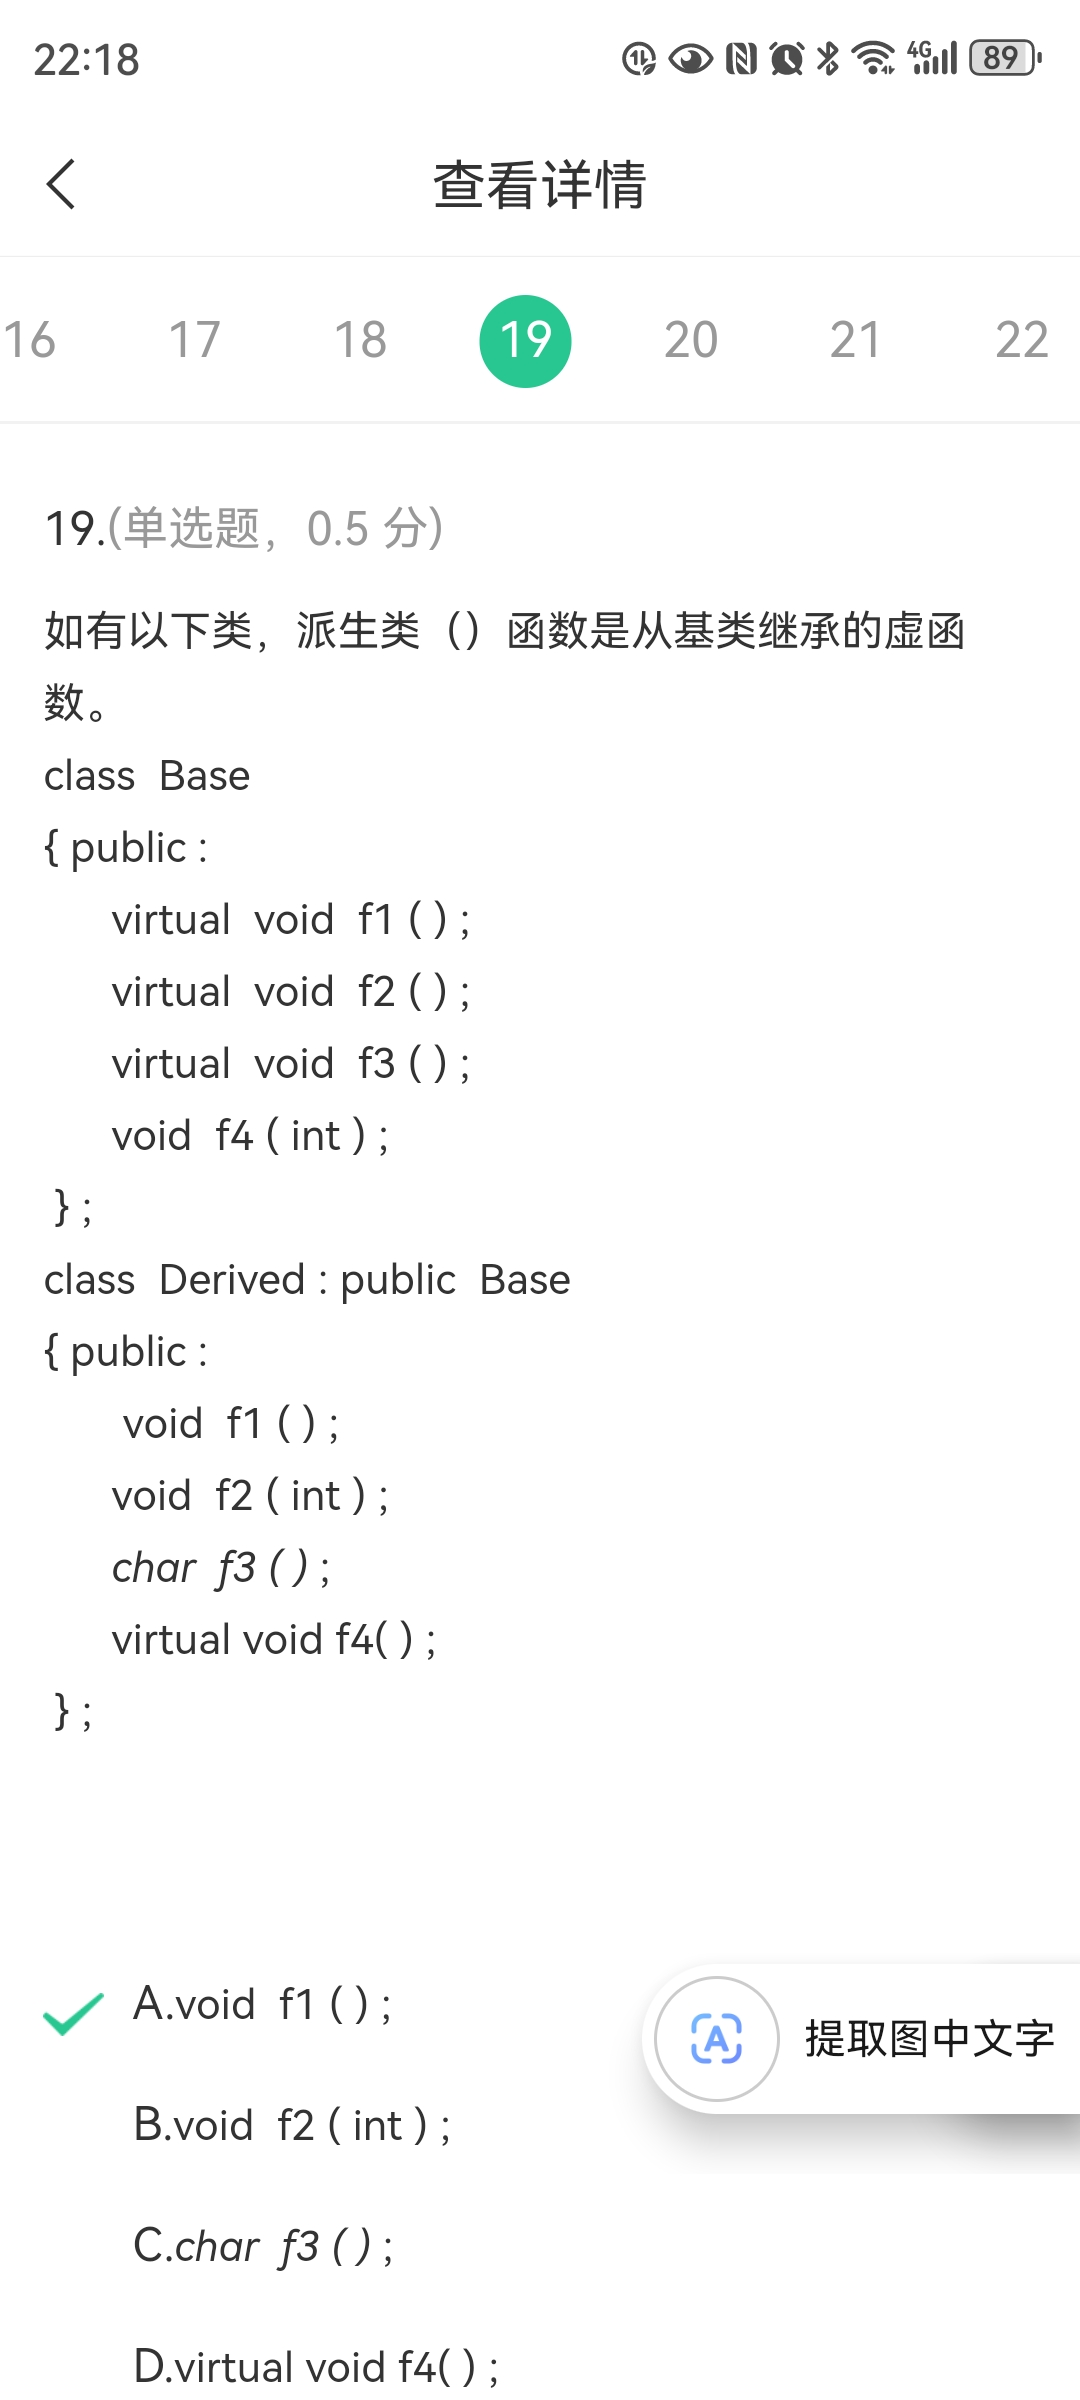 22:18
4G 89
查看详情
16 17 18 19 20 21 22
19.(单选题，0.5 分)
如有以下类，派生类（）函数是从基类继承的虚函
数。
class  Base
{ public :
virtual  void  f1 ( ) ;
virtual  void  f2 ( ) ;
virtual  void  f3 ( ) ;
void  f4 ( int ) ;
} ;
class  Derived : public  Base
{ public :
void  f1 ( ) ;
void  f2 ( int ) ;
char  f3 ( ) ;
virtual void f4( ) ;
} ;
A.void  f1 ( ) ;
A 提取图中文字
B.void  f2 ( int ) ;
C.char  f3 ( ) ;
D.virtual void f4( ) ;